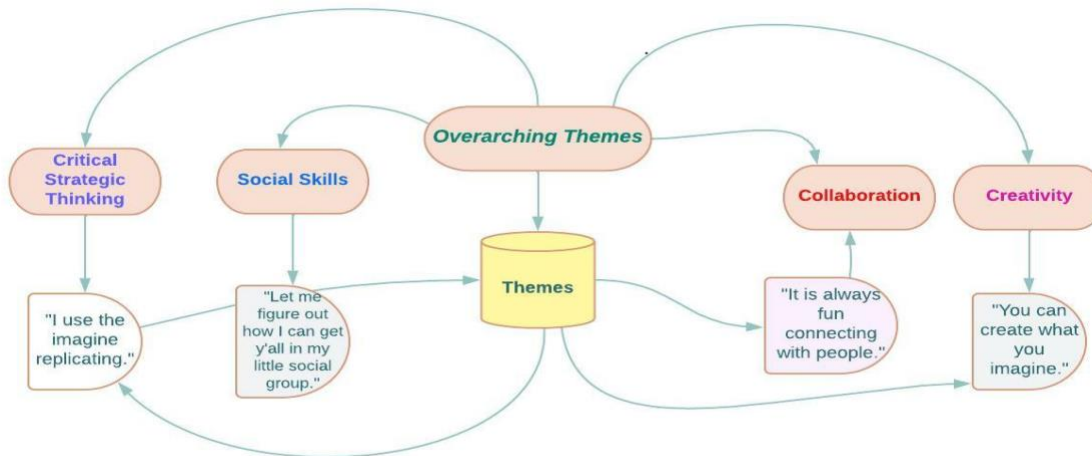 Overarching Themes
Critical
Strategic
Thinking
Social Skills
Collaboration
Creativity
Themes
"I use the
imagine
replicating."
"Let me
figure out
how I can get
y'all in my
little social
group."
"It is always
fun
connecting
with people."
"You can
create what
you
imagine."